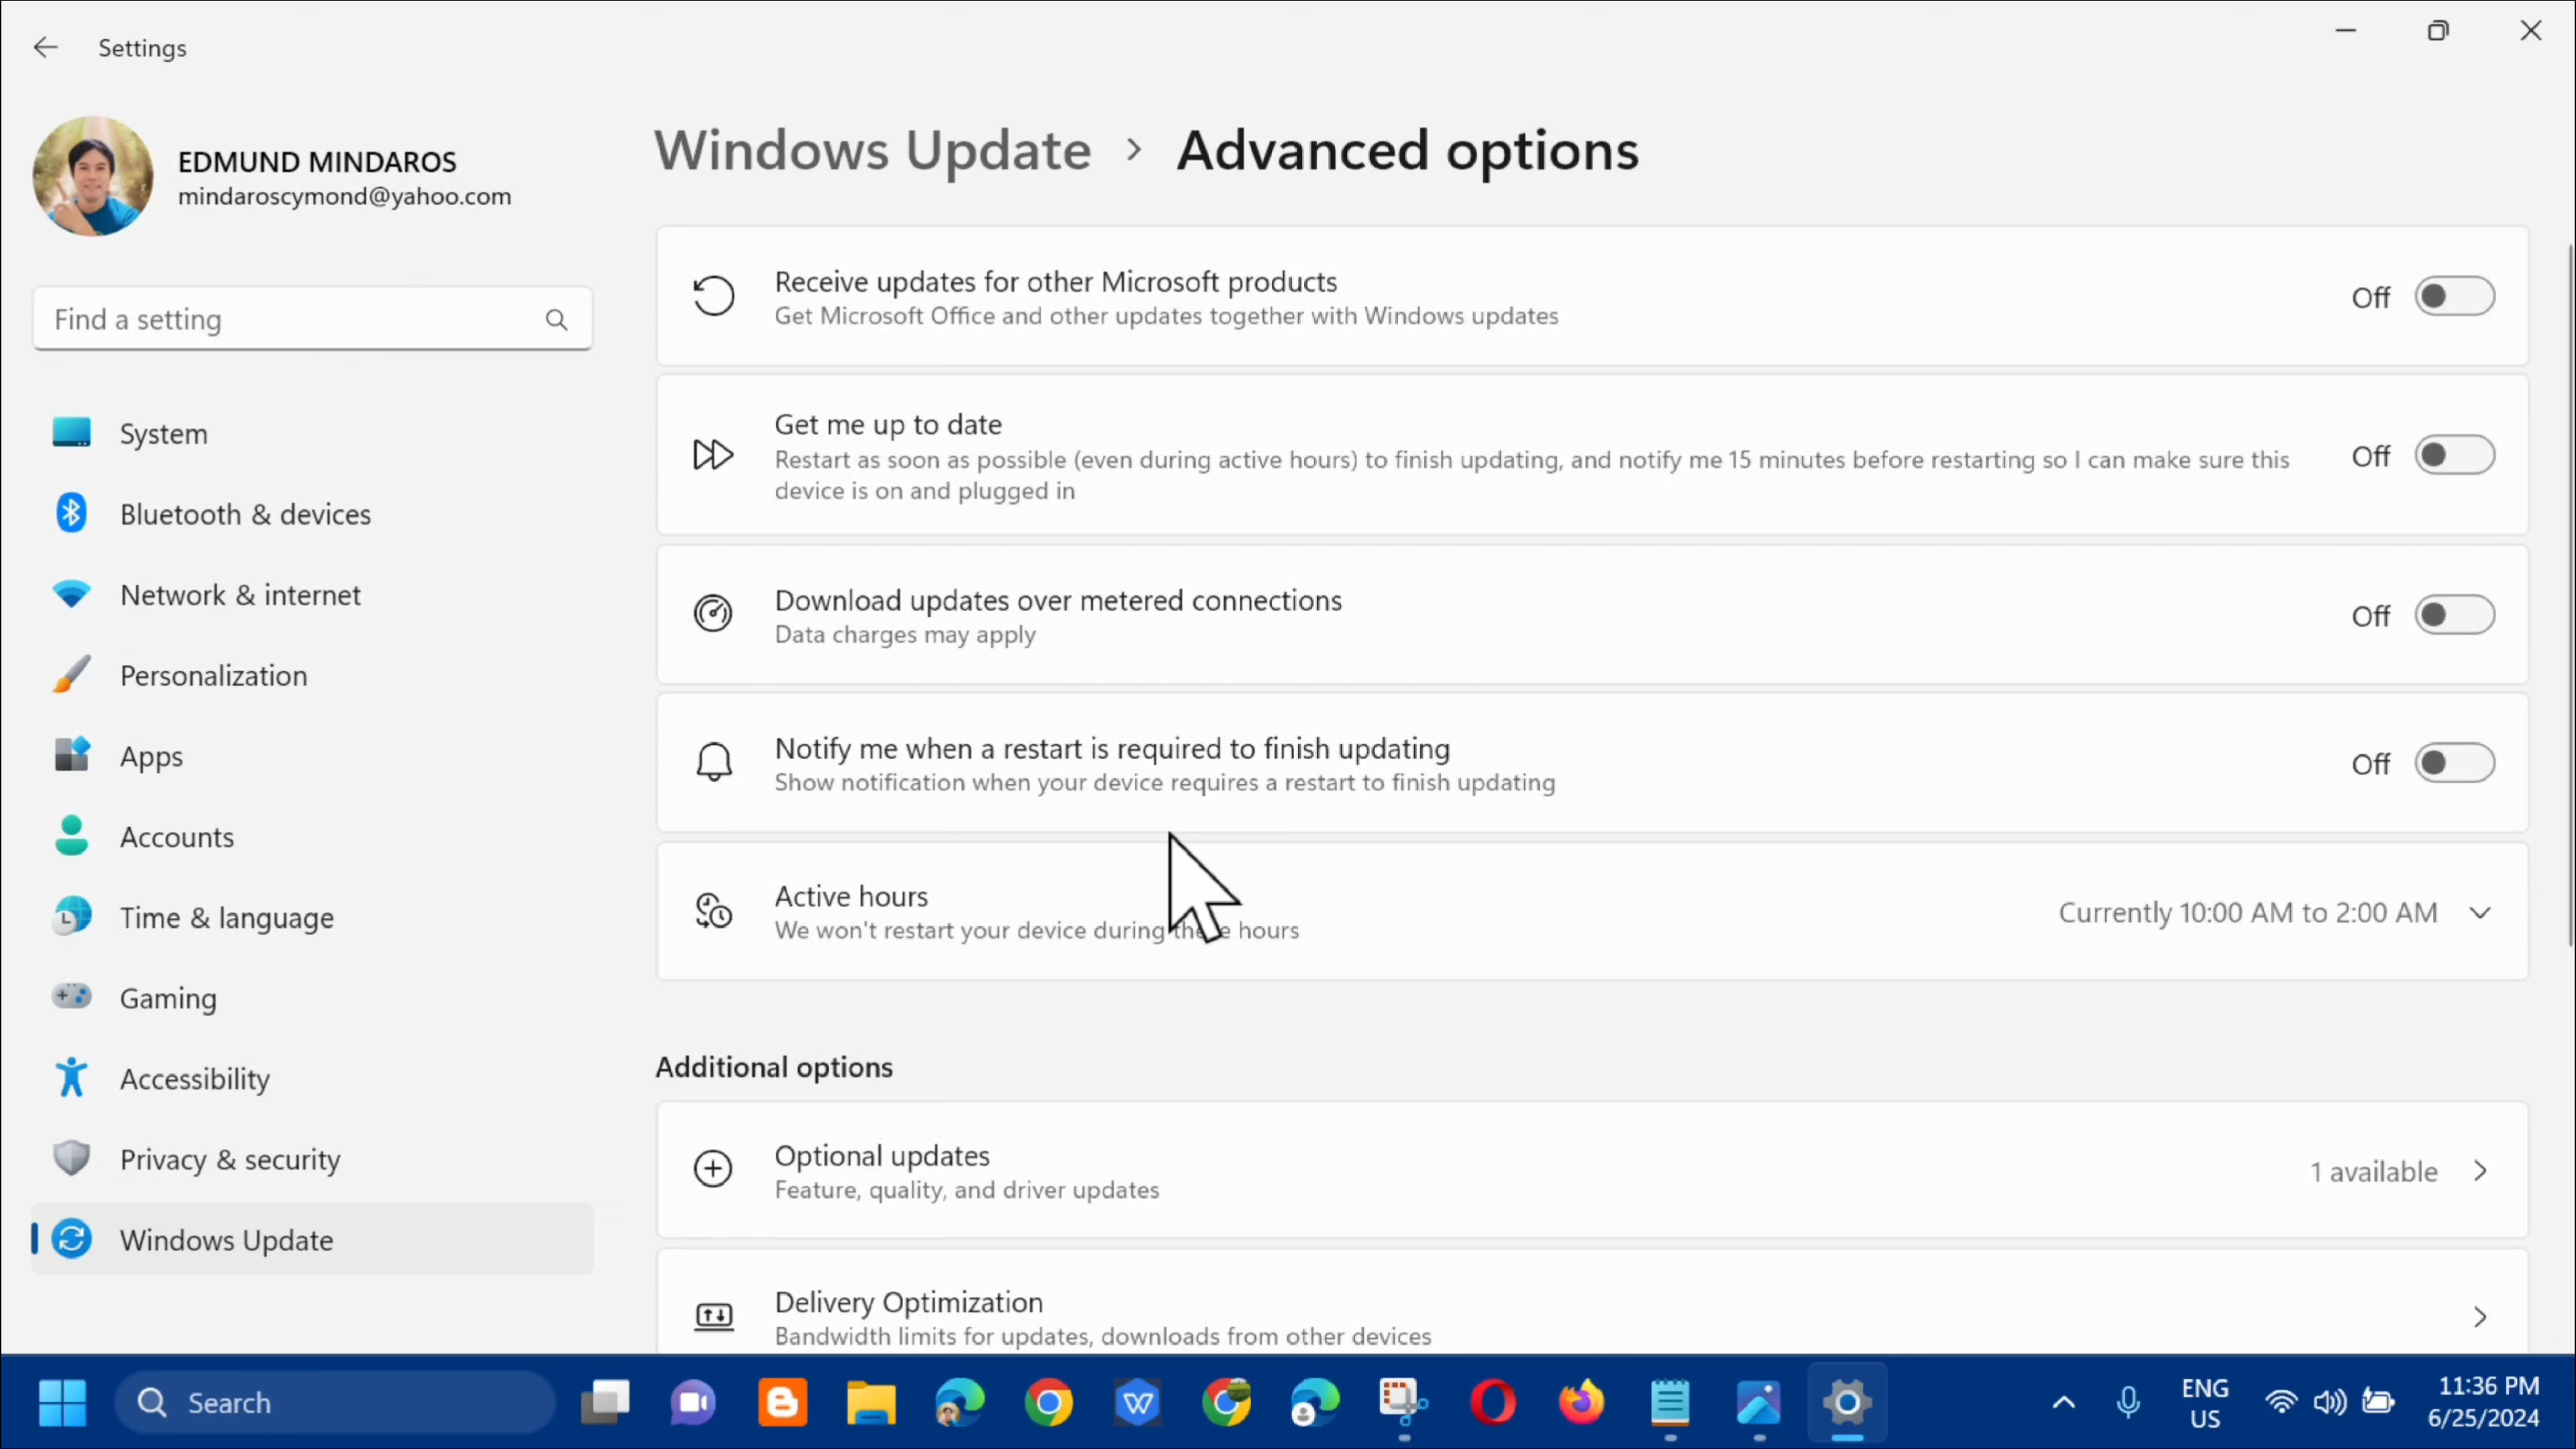 Settings
EDMUND MINDAROS
mindaroscymond@yahoo.com
Find a setting
System
Bluetooth & devices
Network & internet
Personalization
Apps
Accounts
Time & language
Gaming
Accessibility
Privacy & security
Windows Update
Windows Update > Advanced options
Receive updates for other Microsoft products
Get Microsoft Office and other updates together with Windows updates
Off
Get me up to date
Restart as soon as possible (even during active hours) to finish updating, and notify me 15 minutes before restarting so I can make sure this
device is on and plugged in
Off
Download updates over metered connections
Data charges may apply
Off
Notify me when a restart is required to finish updating
Show notification when your device requires a restart to finish updating
Off
Active hours
We won't restart your device during these hours
Currently 10:00 AM to 2:00 AM
Additional options
Optional updates
Feature, quality, and driver updates
1 available
Delivery Optimization
Bandwidth limits for updates, downloads from other devices
Search
ENG
US
11:36 PM
6/25/2024